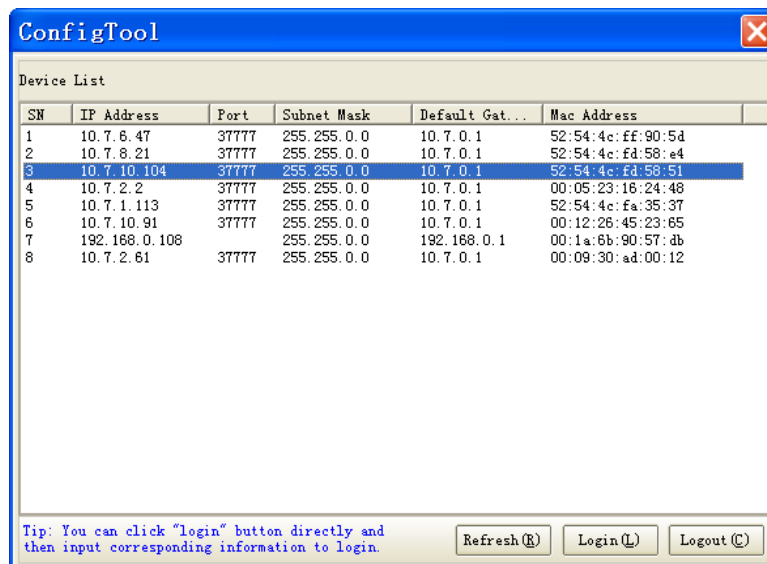 ConfigTool
Device List
SN IP Address Port Subnet Mask Default Gat... Mac Address
1 10.7.6.47 37777 255.255.0.0 10.7.0.1 52:54:4c:ff:90:5d
2 10.7.8.21 37777 255.255.0.0 10.7.0.1 52:54:4c:fd:58:e4
3 10.7.10.104 37777 255.255.0.0 10.7.0.1 52:54:4c:fd:58:51
4 10.7.2.2 37777 255.255.0.0 10.7.0.1 00:05:23:16:24:48
5 10.7.1.113 37777 255.255.0.0 10.7.0.1 52:54:4c:fa:35:37
6 10.7.10.91 37777 255.255.0.0 10.7.0.1 00:12:26:45:23:65
7 192.168.0.108 255.255.0.0 192.168.0.1 00:1a:6b:90:57:db
8 10.7.2.61 37777 255.255.0.0 10.7.0.1 00:09:30:ad:00:12
Tip: You can click "login" button directly and
then input corresponding information to login.
Refresh(R) Login(L) Logout(C)